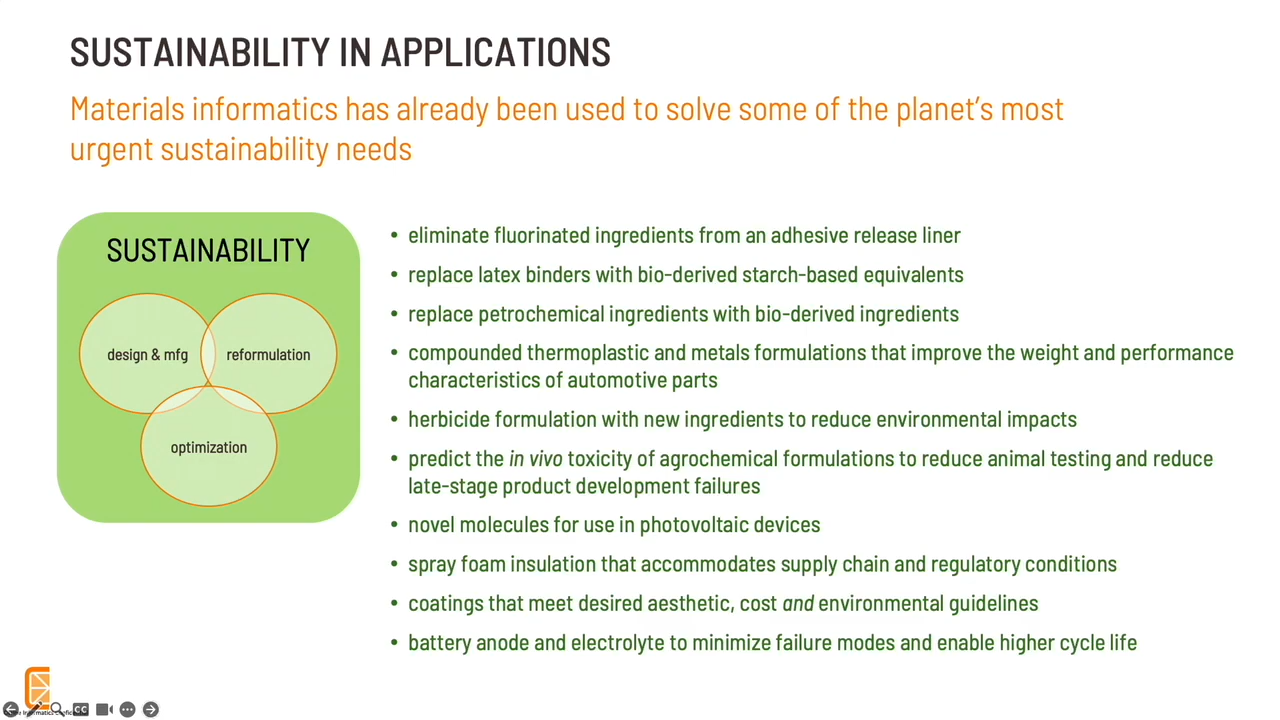 SUSTAINABILITY IN APPLICATIONS
Materials informatics has already been used to solve some of the planet's most
urgent sustainability needs
SUSTAINABILITY
design & mfg
reformulation
optimization
• eliminate fluorinated ingredients from an adhesive release liner
• replace latex binders with bio-derived starch-based equivalents
• replace petrochemical ingredients with bio-derived ingredients
• compounded thermoplastic and metals formulations that improve the weight and performance
characteristics of automotive parts
• herbicide formulation with new ingredients to reduce environmental impacts
• predict the in vivo toxicity of agrochemical formulations to reduce animal testing and reduce
late-stage product development failures
• novel molecules for use in photovoltaic devices
• spray foam insulation that accommodates supply chain and regulatory conditions
• coatings that meet desired aesthetic, cost and environmental guidelines
• battery anode and electrolyte to minimize failure modes and enable higher cycle life
CC
Informatics